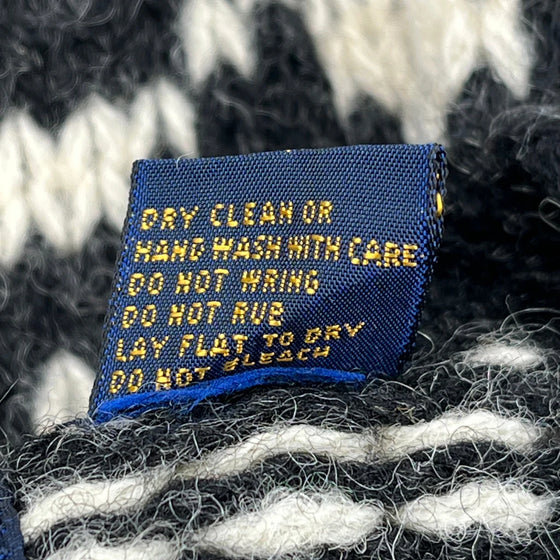 DRY CLEAN OR
HAND WASH WITH CARE
DO NOT WRING
DO NOT RUB
LAY FLAT TO DRY
DO NOT BLEACH